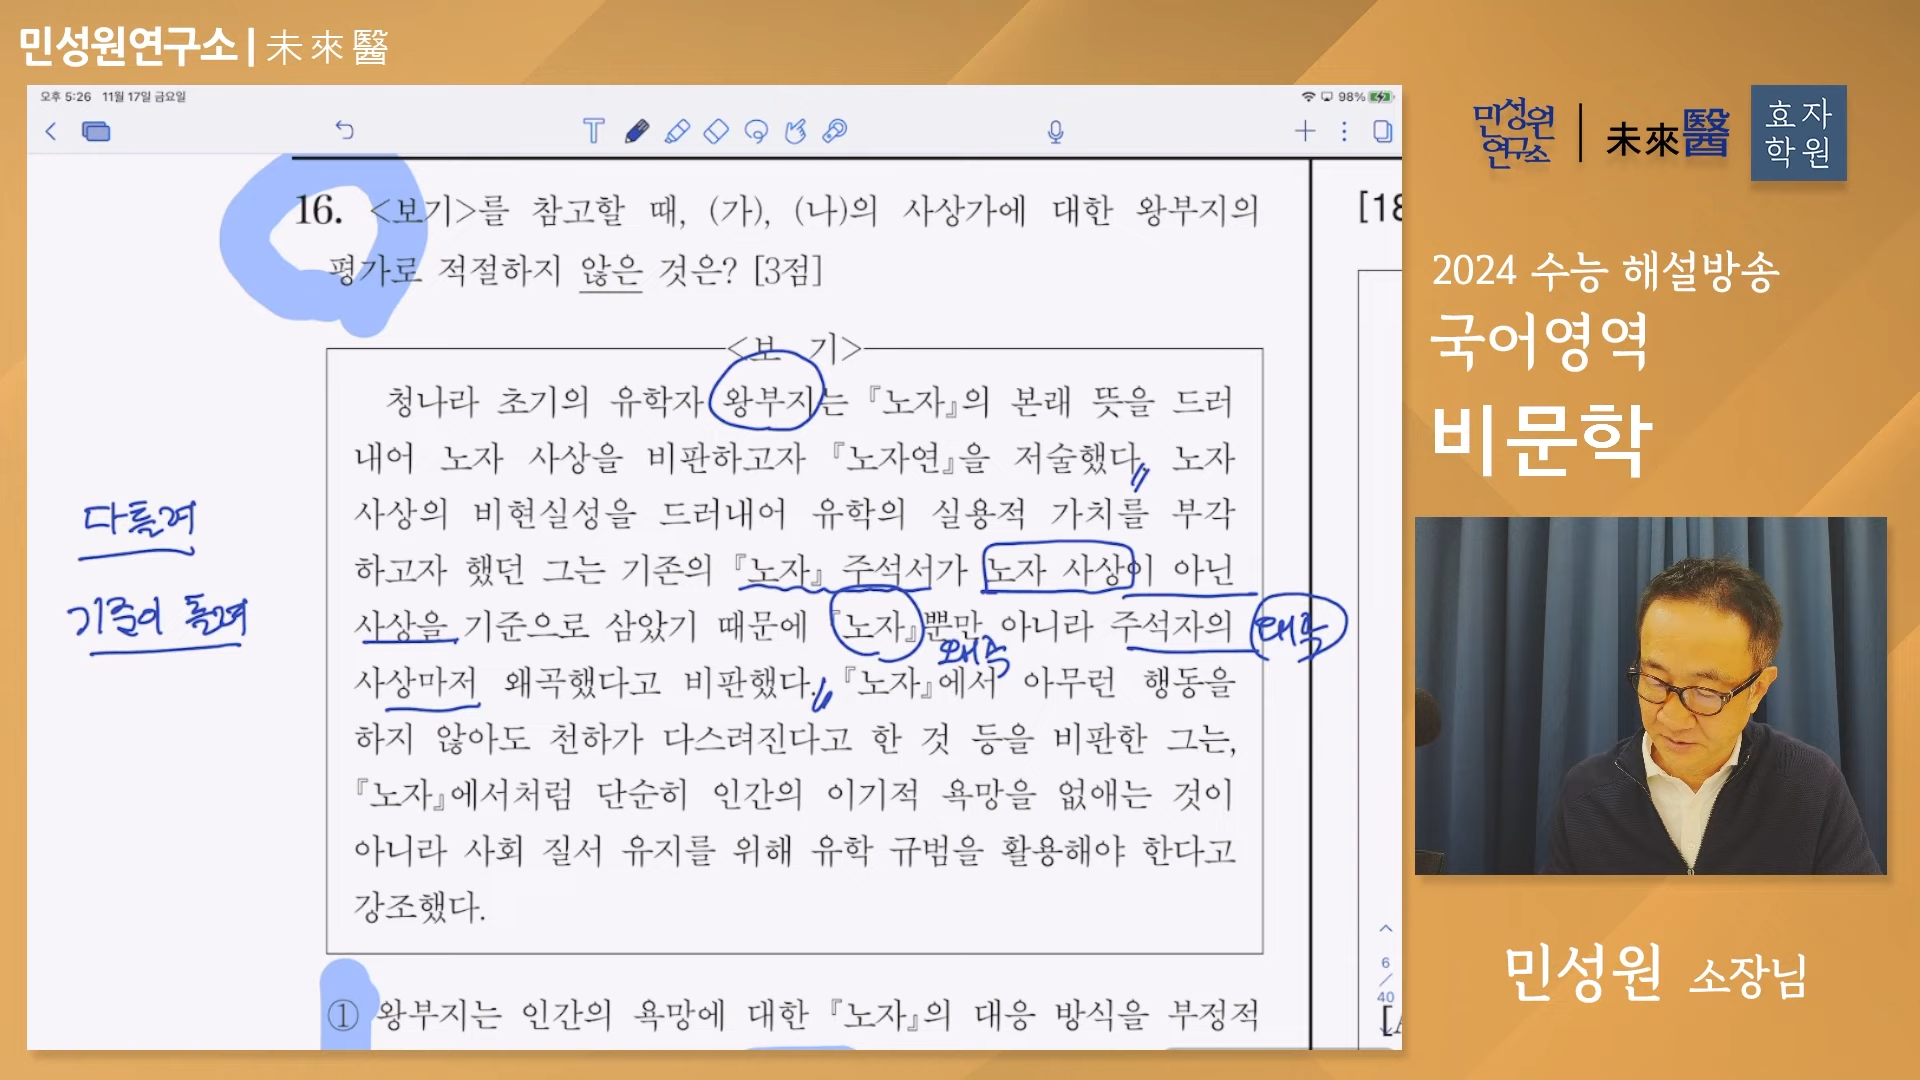 민성원연구소 | 未來醫
오후 5:26 11월 17일 금요일
98%
16. <보기>를 참고할 때, (가), (나)의 사상가에 대한 왕부지의
평가로 적절하지 않은 것은? [3점]
<보 기>
청나라 초기의 유학자 왕부지는 『노자』의 본래 뜻을 드러
내어 노자 사상을 비판하고자 『노자연』을 저술했다. 노자
사상의 비현실성을 드러내어 유학의 실용적 가치를 부각
하고자 했던 그는 기존의 『노자』 주석서가 노자 사상이 아닌
사상을 기준으로 삼았기 때문에 『노자』뿐만 아니라 주석자의
사상마저 왜곡했다고 비판했다. 『노자』에서 아무런 행동을
하지 않아도 천하가 다스려진다고 한 것 등을 비판한 그는,
『노자』에서처럼 단순히 인간의 이기적 욕망을 없애는 것이
아니라 사회 질서 유지를 위해 유학 규범을 활용해야 한다고
강조했다.
① 왕부지는 인간의 욕망에 대한 『노자』의 대응 방식을 부정적
다틀려
기준이 틀려
왜곡
왜곡
[18
6
/
40
민성원
연구소
| 未來醫
효자
학원
2024 수능 해설방송
국어영역
비문학
민성원 소장님